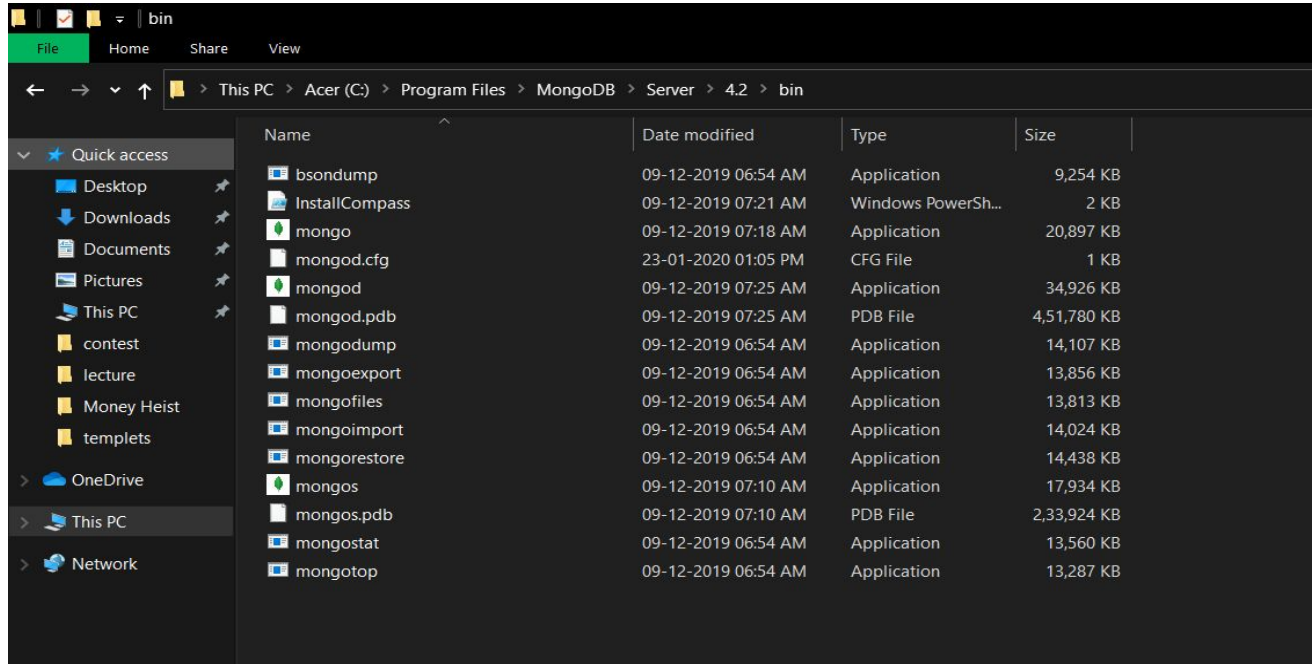 bin
File Home Share View
This PC > Acer (C:) > Program Files > MongoDB > Server > 4.2 > bin
Quick access
Desktop
Downloads
Documents
Pictures
This PC
contest
lecture
Money Heist
templets
OneDrive
This PC
Network
Name Date modified Type Size
bsondump 09-12-2019 06:54 AM Application 9,254 KB
InstallCompass 09-12-2019 07:21 AM Windows PowerSh... 2 KB
mongo 09-12-2019 07:18 AM Application 20,897 KB
mongod.cfg 23-01-2020 01:05 PM CFG File 1 KB
mongod 09-12-2019 07:25 AM Application 34,926 KB
mongod.pdb 09-12-2019 07:25 AM PDB File 4,51,780 KB
mongodump 09-12-2019 06:54 AM Application 14,107 KB
mongoexport 09-12-2019 06:54 AM Application 13,856 KB
mongofiles 09-12-2019 06:54 AM Application 13,813 KB
mongoimport 09-12-2019 06:54 AM Application 14,024 KB
mongorestore 09-12-2019 06:54 AM Application 14,438 KB
mongos 09-12-2019 07:10 AM Application 17,934 KB
mongos.pdb 09-12-2019 07:10 AM PDB File 2,33,924 KB
mongostat 09-12-2019 06:54 AM Application 13,560 KB
mongotop 09-12-2019 06:54 AM Application 13,287 KB